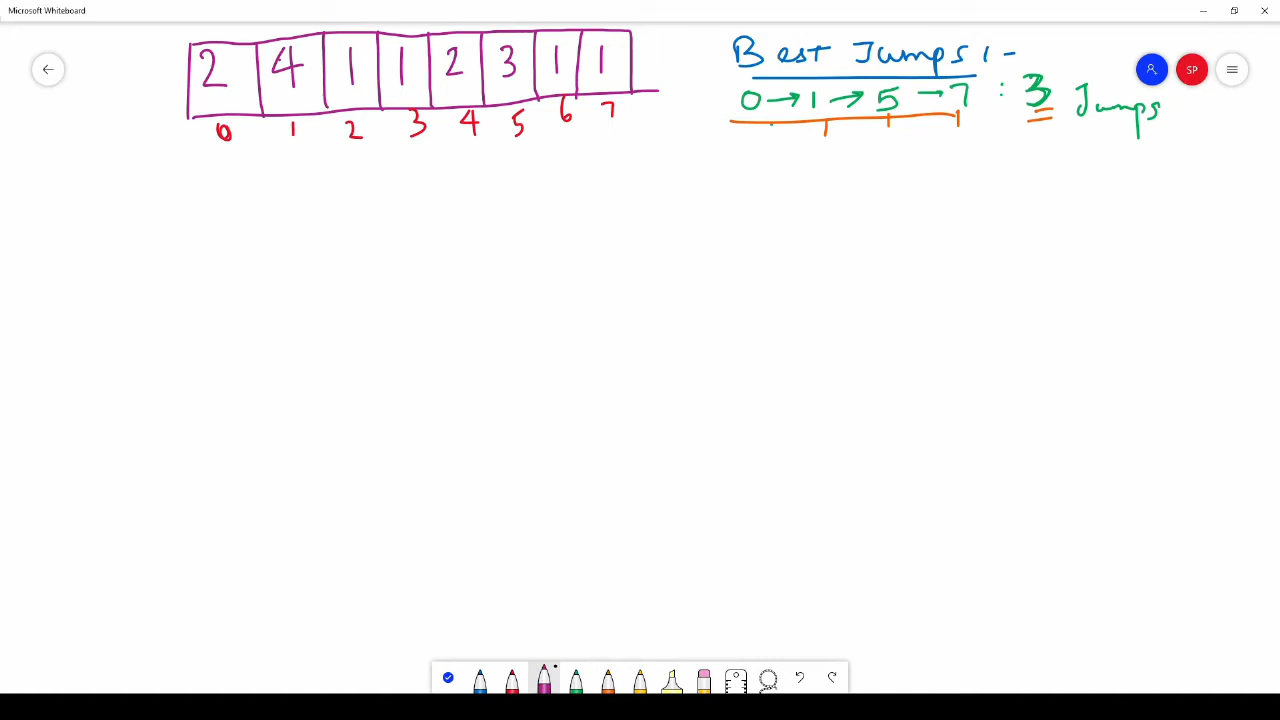 Microsoft Whiteboard
2 4 1 1 2 3 1 1
0 1 2 3 4 5 6 7
Best Jumps :-
0 → 1 → 5 → 7 : 3 Jumps
SP